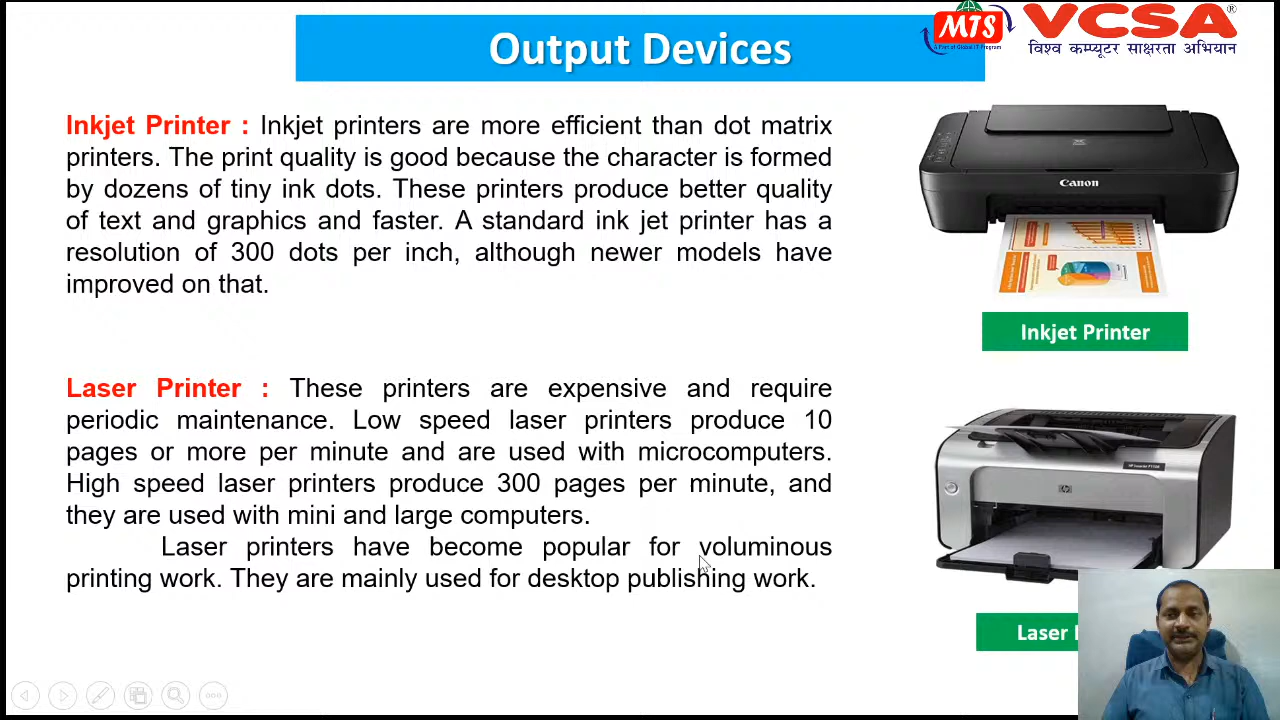 Output Devices
MTS
A Part of Global IT Program
VCSA®
विश्व कम्प्यूटर साक्षरता अभियान
Inkjet Printer : Inkjet printers are more efficient than dot matrix
printers. The print quality is good because the character is formed
by dozens of tiny ink dots. These printers produce better quality
of text and graphics and faster. A standard ink jet printer has a
resolution of 300 dots per inch, although newer models have
improved on that.
Canon
Inkjet Printer
Laser Printer : These printers are expensive and require
periodic maintenance. Low speed laser printers produce 10
pages or more per minute and are used with microcomputers.
High speed laser printers produce 300 pages per minute, and
they are used with mini and large computers.
Laser printers have become popular for voluminous
printing work. They are mainly used for desktop publishing work.
hp
Laser